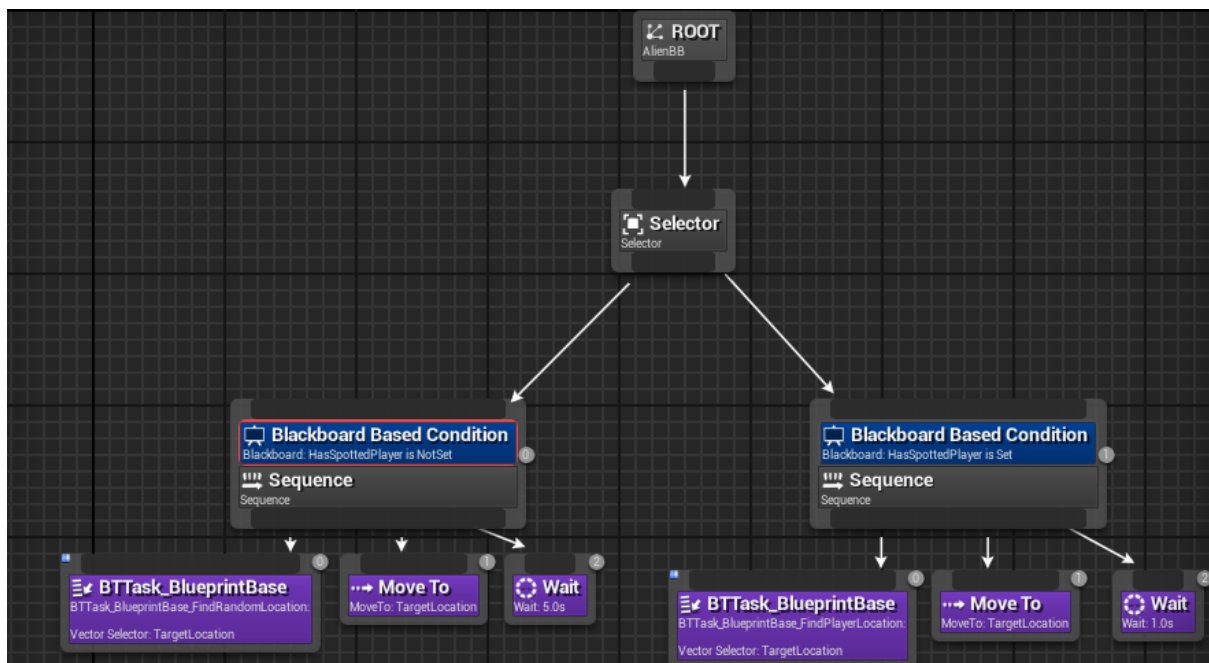 ROOT
AlienBB
Selector
Selector
Blackboard Based Condition
Blackboard: HasSpottedPlayer is NotSet
0
Sequence
Sequence
Blackboard Based Condition
Blackboard: HasSpottedPlayer is Set
1
Sequence
Sequence
0
BTTask_BlueprintBase
BTTask_BlueprintBase_FindRandomLocation:
Vector Selector: TargetLocation
1
Move To
MoveTo: TargetLocation
2
Wait
Wait: 5.0s
0
BTTask_BlueprintBase
BTTask_BlueprintBase_FindPlayerLocation:
Vector Selector: TargetLocation
1
Move To
MoveTo: TargetLocation
2
Wait
Wait: 1.0s